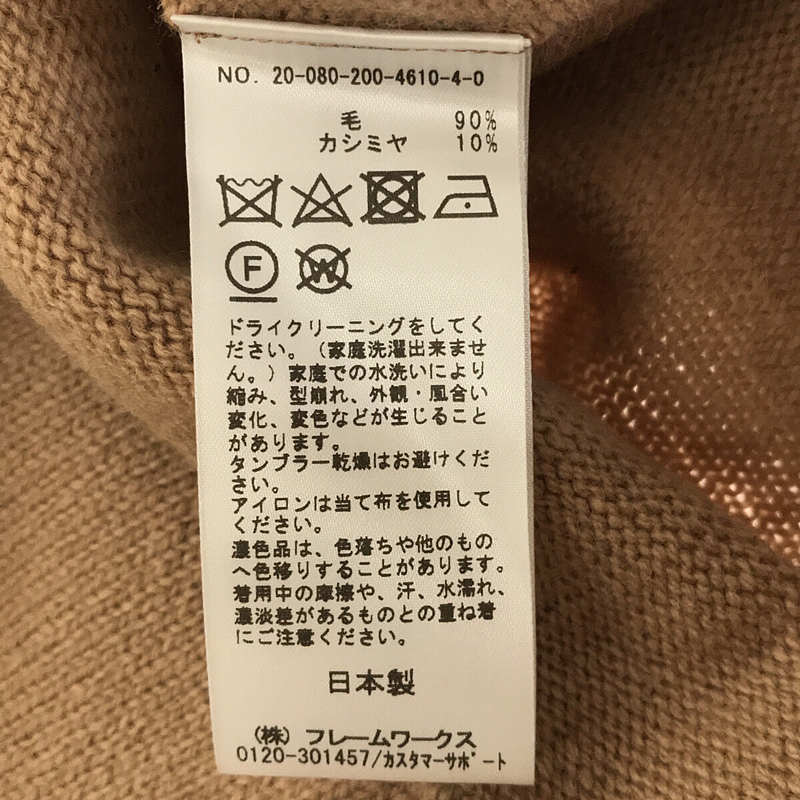 NO. 20-080-200-4610-4-0
毛 90%
カシミヤ 10%
F
W
ドライクリーニングをしてく
ださい。(家庭洗濯出来ませ
ん。)家庭での水洗いにより
縮み、型崩れ、外観・風合い
変化、変色などが生じること
があります。
タンブラー乾燥はお避けくだ
さい。
アイロンは当て布を使用して
ください。
濃色品は、色落ちや他のもの
へ色移りすることがあります。
着用中の摩擦や、汗、水濡れ、
濃淡差があるものとの重ね着
にご注意ください。
日本製
(株) フレームワークス
0120-301457/カスタマーサポート